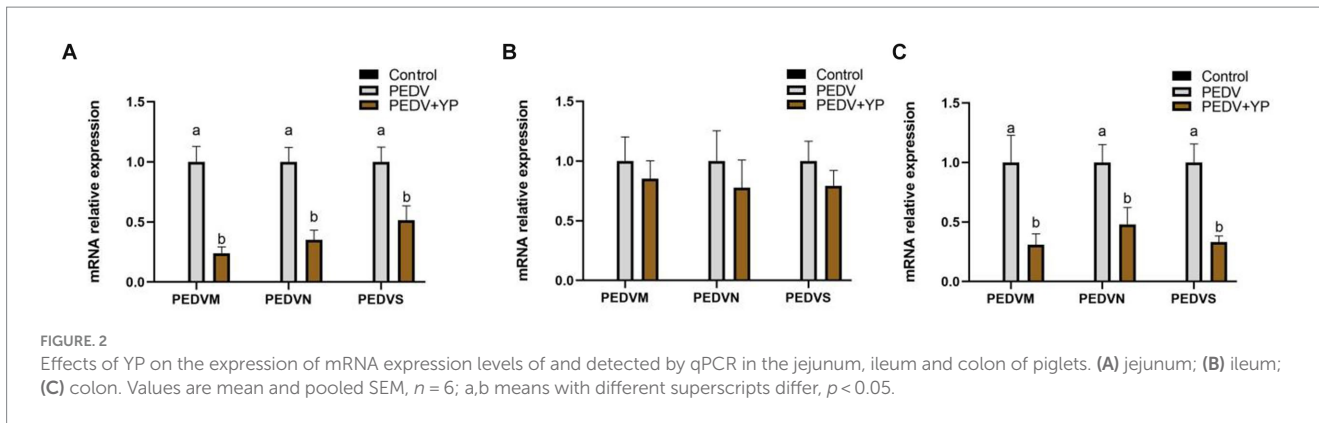 A
Control
PEDV
PEDV+YP
mRNA relative expression
1.5
1.0
0.5
0.0
a
b
a
b
a
b
PEDVM
PEDVN
PEDVS
B
Control
PEDV
PEDV+YP
mRNA relative expression
1.5
1.0
0.5
0.0
PEDVM
PEDVN
PEDVS
C
Control
PEDV
PEDV+YP
mRNA relative expression
1.5
1.0
0.5
0.0
a
b
a
b
a
b
PEDVM
PEDVN
PEDVS
FIGURE. 2
Effects of YP on the expression of mRNA expression levels of and detected by qPCR in the jejunum, ileum and colon of piglets. (A) jejunum; (B) ileum;
(C) colon. Values are mean and pooled SEM, n = 6; a,b means with different superscripts differ, p < 0.05.